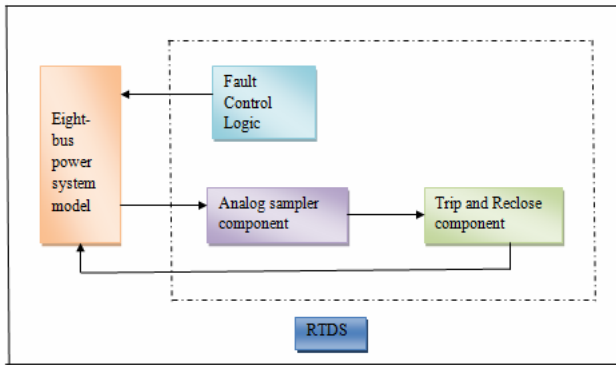 Fault
Control
Logic
Eight-
bus
power
system
model
Analog sampler
component
Trip and Reclose
component
RTDS